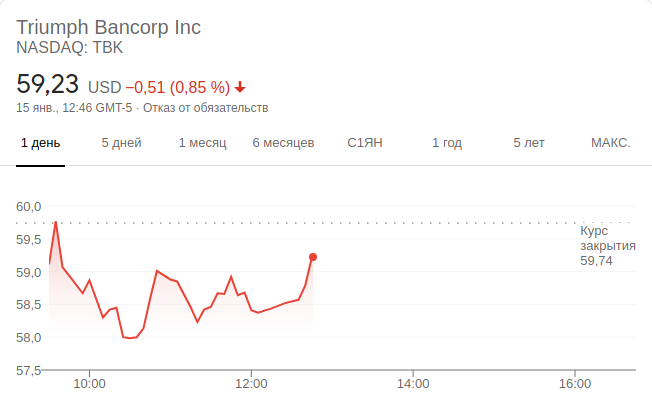 Triumph Bancorp Inc
NASDAQ: TBK
59,23 USD −0,51 (0,85 %)
15 янв., 12:46 GMT-5 · Отказ от обязательств
1 день 5 дней 1 месяц 6 месяцев С1ЯН 1 год 5 лет МАКС.
60,0
59,5
59,0
58,5
58,0
57,5
Курс
закрытия
59,74
10:00 12:00 14:00 16:00